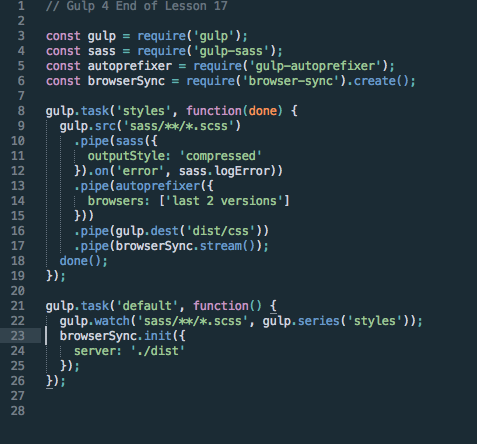 1 // Gulp 4 End of Lesson 17
2
3 const gulp = require('gulp');
4 const sass = require('gulp-sass');
5 const autoprefixer = require('gulp-autoprefixer');
6 const browserSync = require('browser-sync').create();
7
8 gulp.task('styles', function(done) {
9   gulp.src('sass/**/*.scss')
10     .pipe(sass({
11       outputStyle: 'compressed'
12     }).on('error', sass.logError))
13     .pipe(autoprefixer({
14       browsers: ['last 2 versions']
15     }))
16     .pipe(gulp.dest('dist/css'))
17     .pipe(browserSync.stream());
18   done();
19 });
20
21 gulp.task('default', function() {
22   gulp.watch('sass/**/*.scss', gulp.series('styles'));
23   browserSync.init({
24     server: './dist'
25   });
26 });
27
28